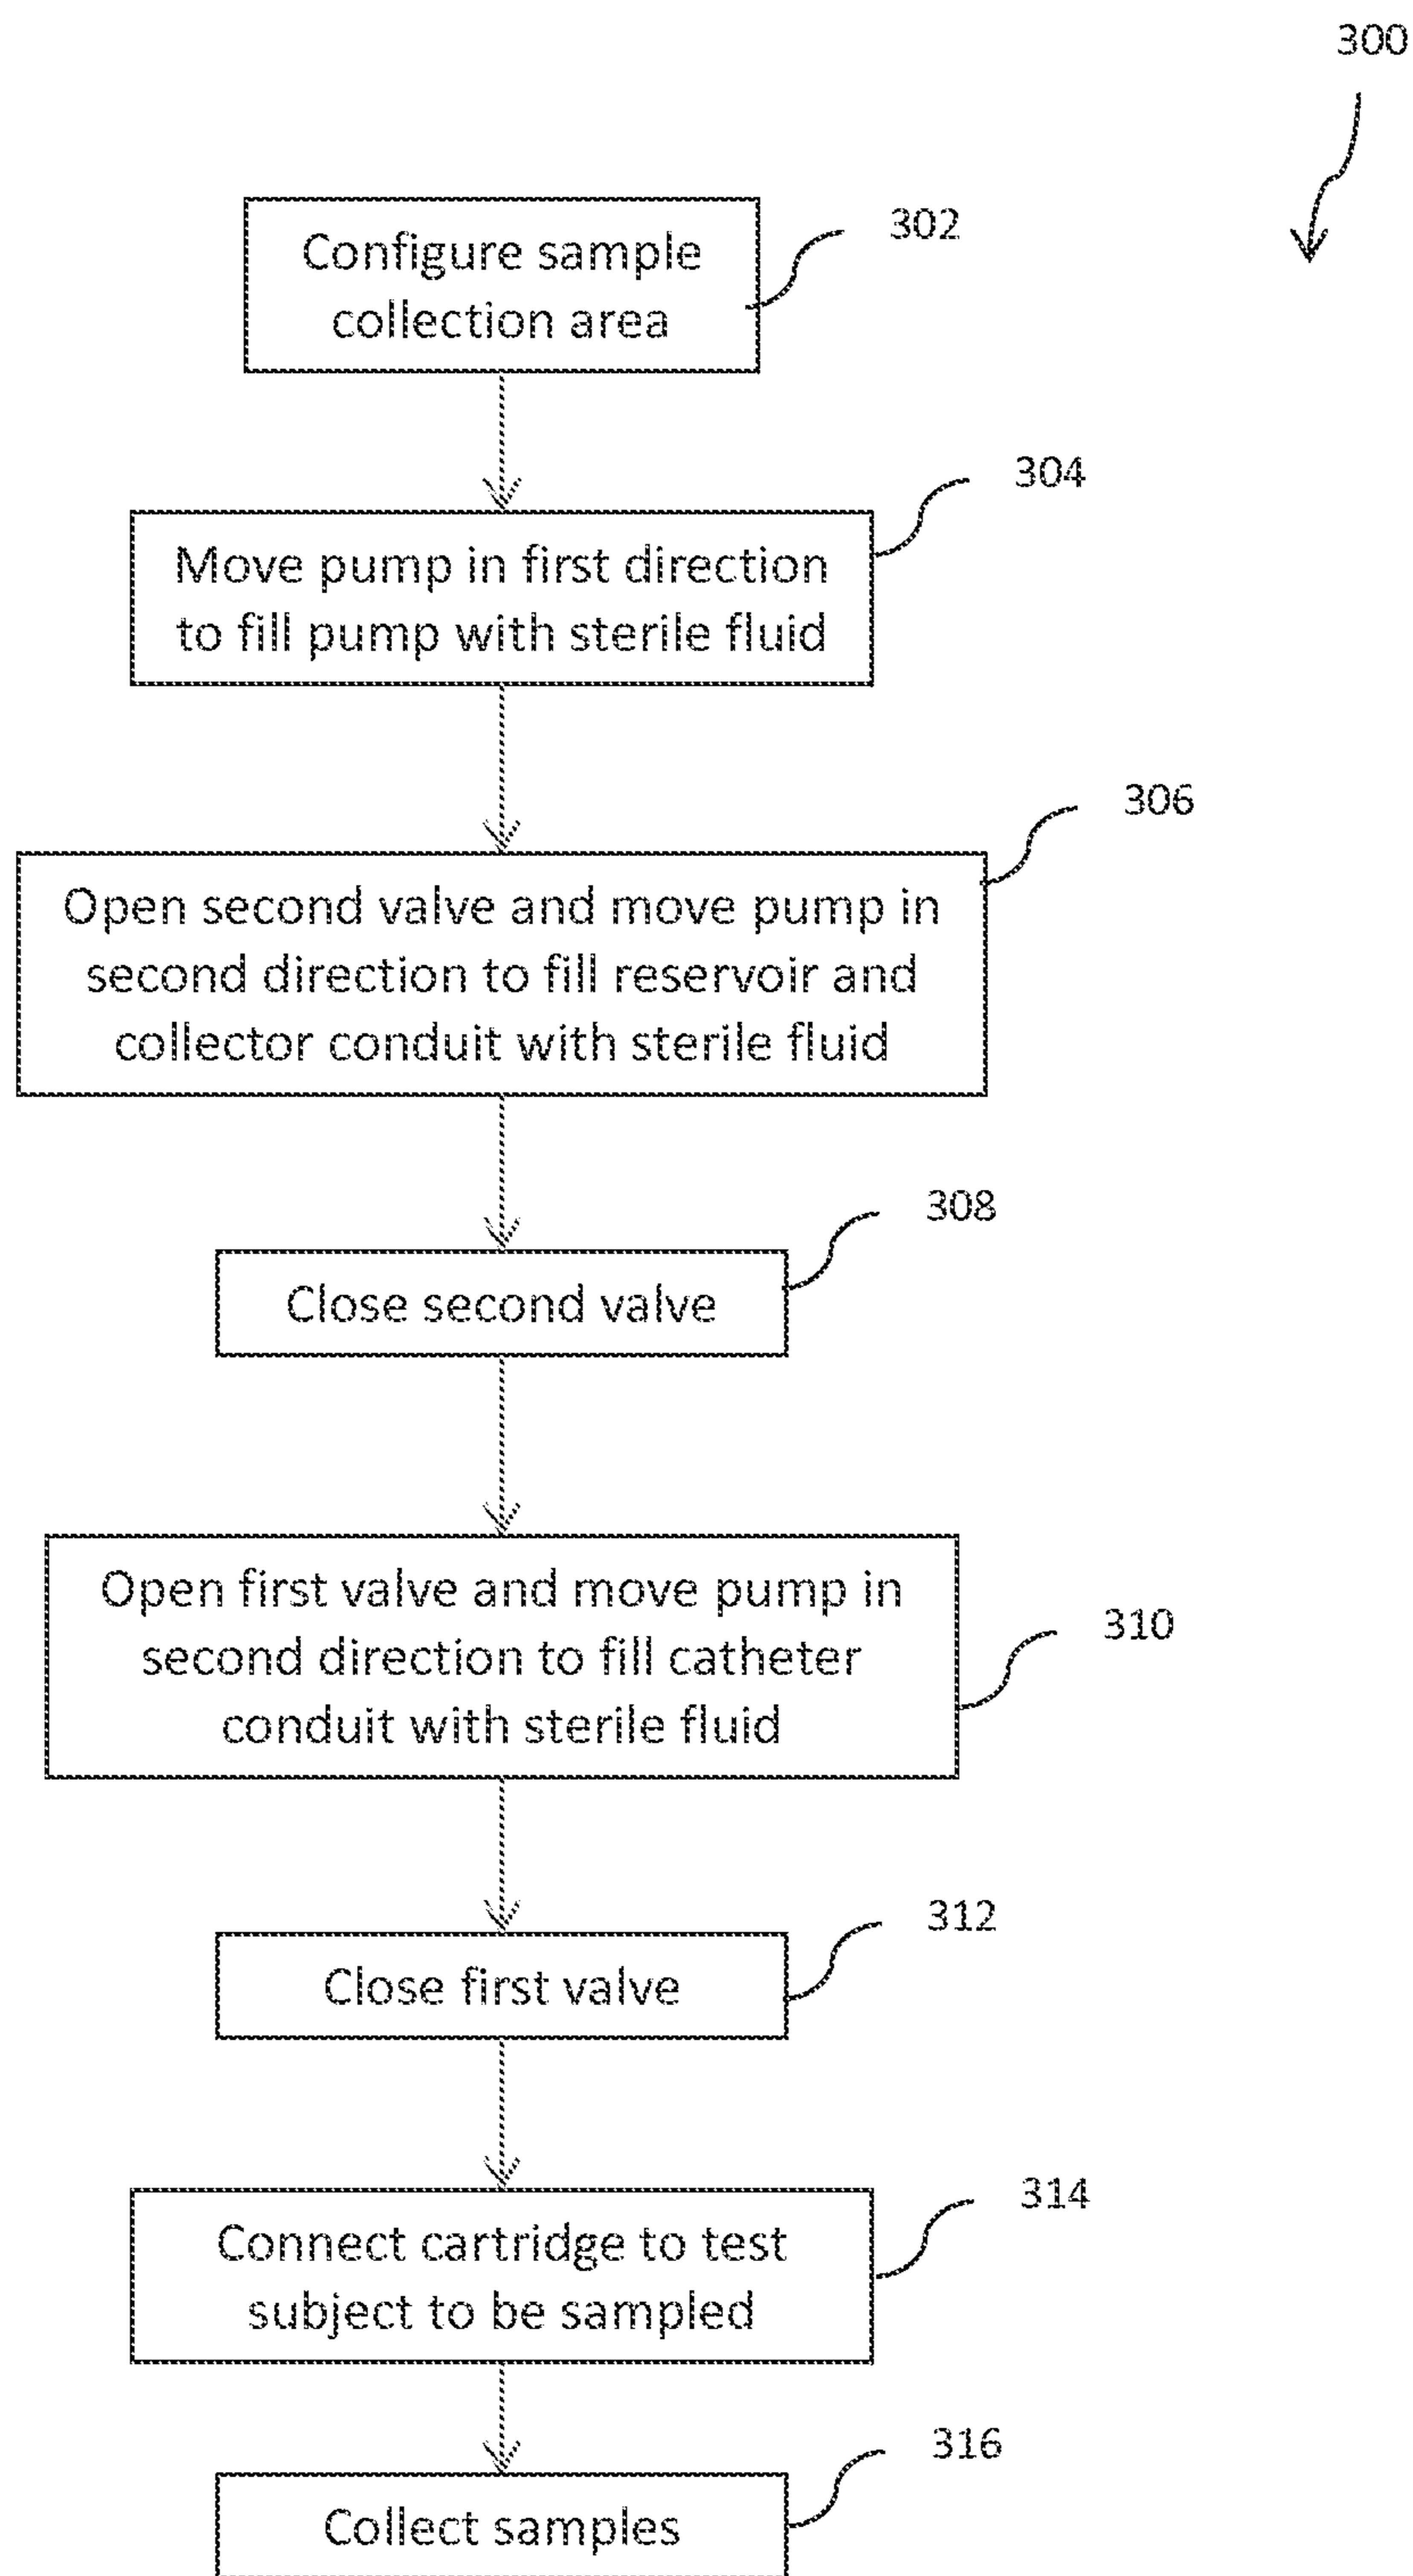 300
Configure sample
collection area
302
Move pump in first direction
to fill pump with sterile fluid
304
Open second valve and move pump in
second direction to fill reservoir and
collector conduit with sterile fluid
306
Close second valve
308
Open first valve and move pump in
second direction to fill catheter
conduit with sterile fluid
310
Close first valve
312
Connect cartridge to test
subject to be sampled
314
Collect samples
316